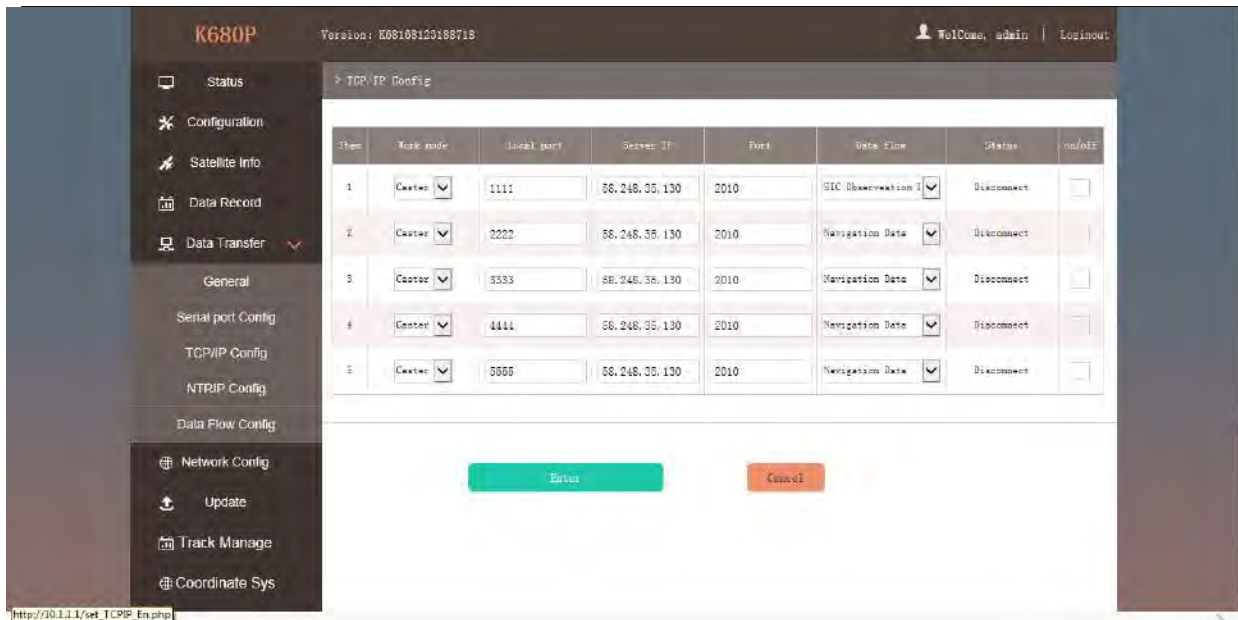 K680P
Version: K68108123188718
WelCome, admin | Loginout
Status
> TCP/IP Config
Configuration
Satellite Info
Data Record
Data Transfer
General
Serial port Config
TCP/IP Config
NTRIP Config
Data Flow Config
Network Config
Update
Track Manage
Coordinate Sys
Item Work mode Local port Server IP Port Data flow Status on/off
1 Caster 1111 58.248.35.130 2010 SIC Observation I Disconnect
2 Caster 2222 58.248.35.130 2010 Navigation Data Disconnect
3 Caster 3333 58.248.35.130 2010 Navigation Data Disconnect
4 Caster 4444 58.248.35.130 2010 Navigation Data Disconnect
5 Caster 5555 58.248.35.130 2010 Navigation Data Disconnect
Enter Cancel
http://10.1.1.1/set_TCPIP_En.php